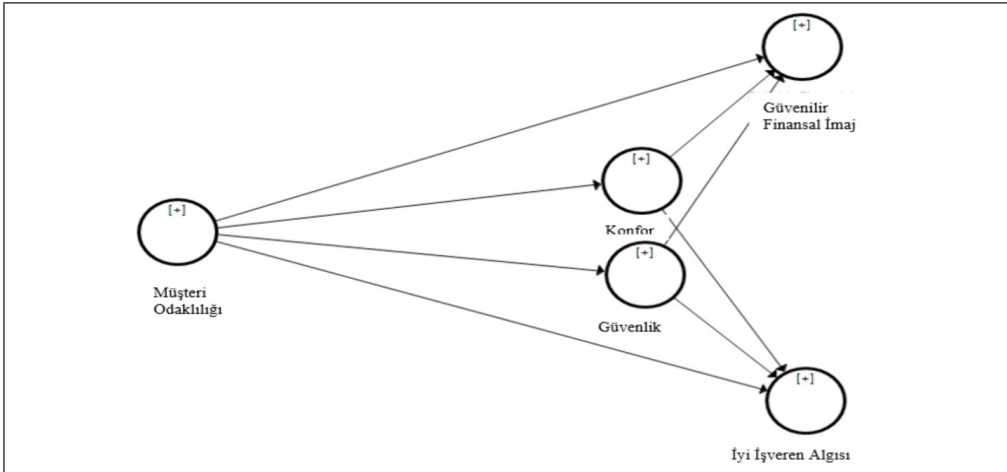 [+]
Güvenilir
Finansal İmaj
[+]
Konfor
[+]
Müşteri
Odaklılığı
[+]
Güvenlik
[+]
İyi İşveren Algısı